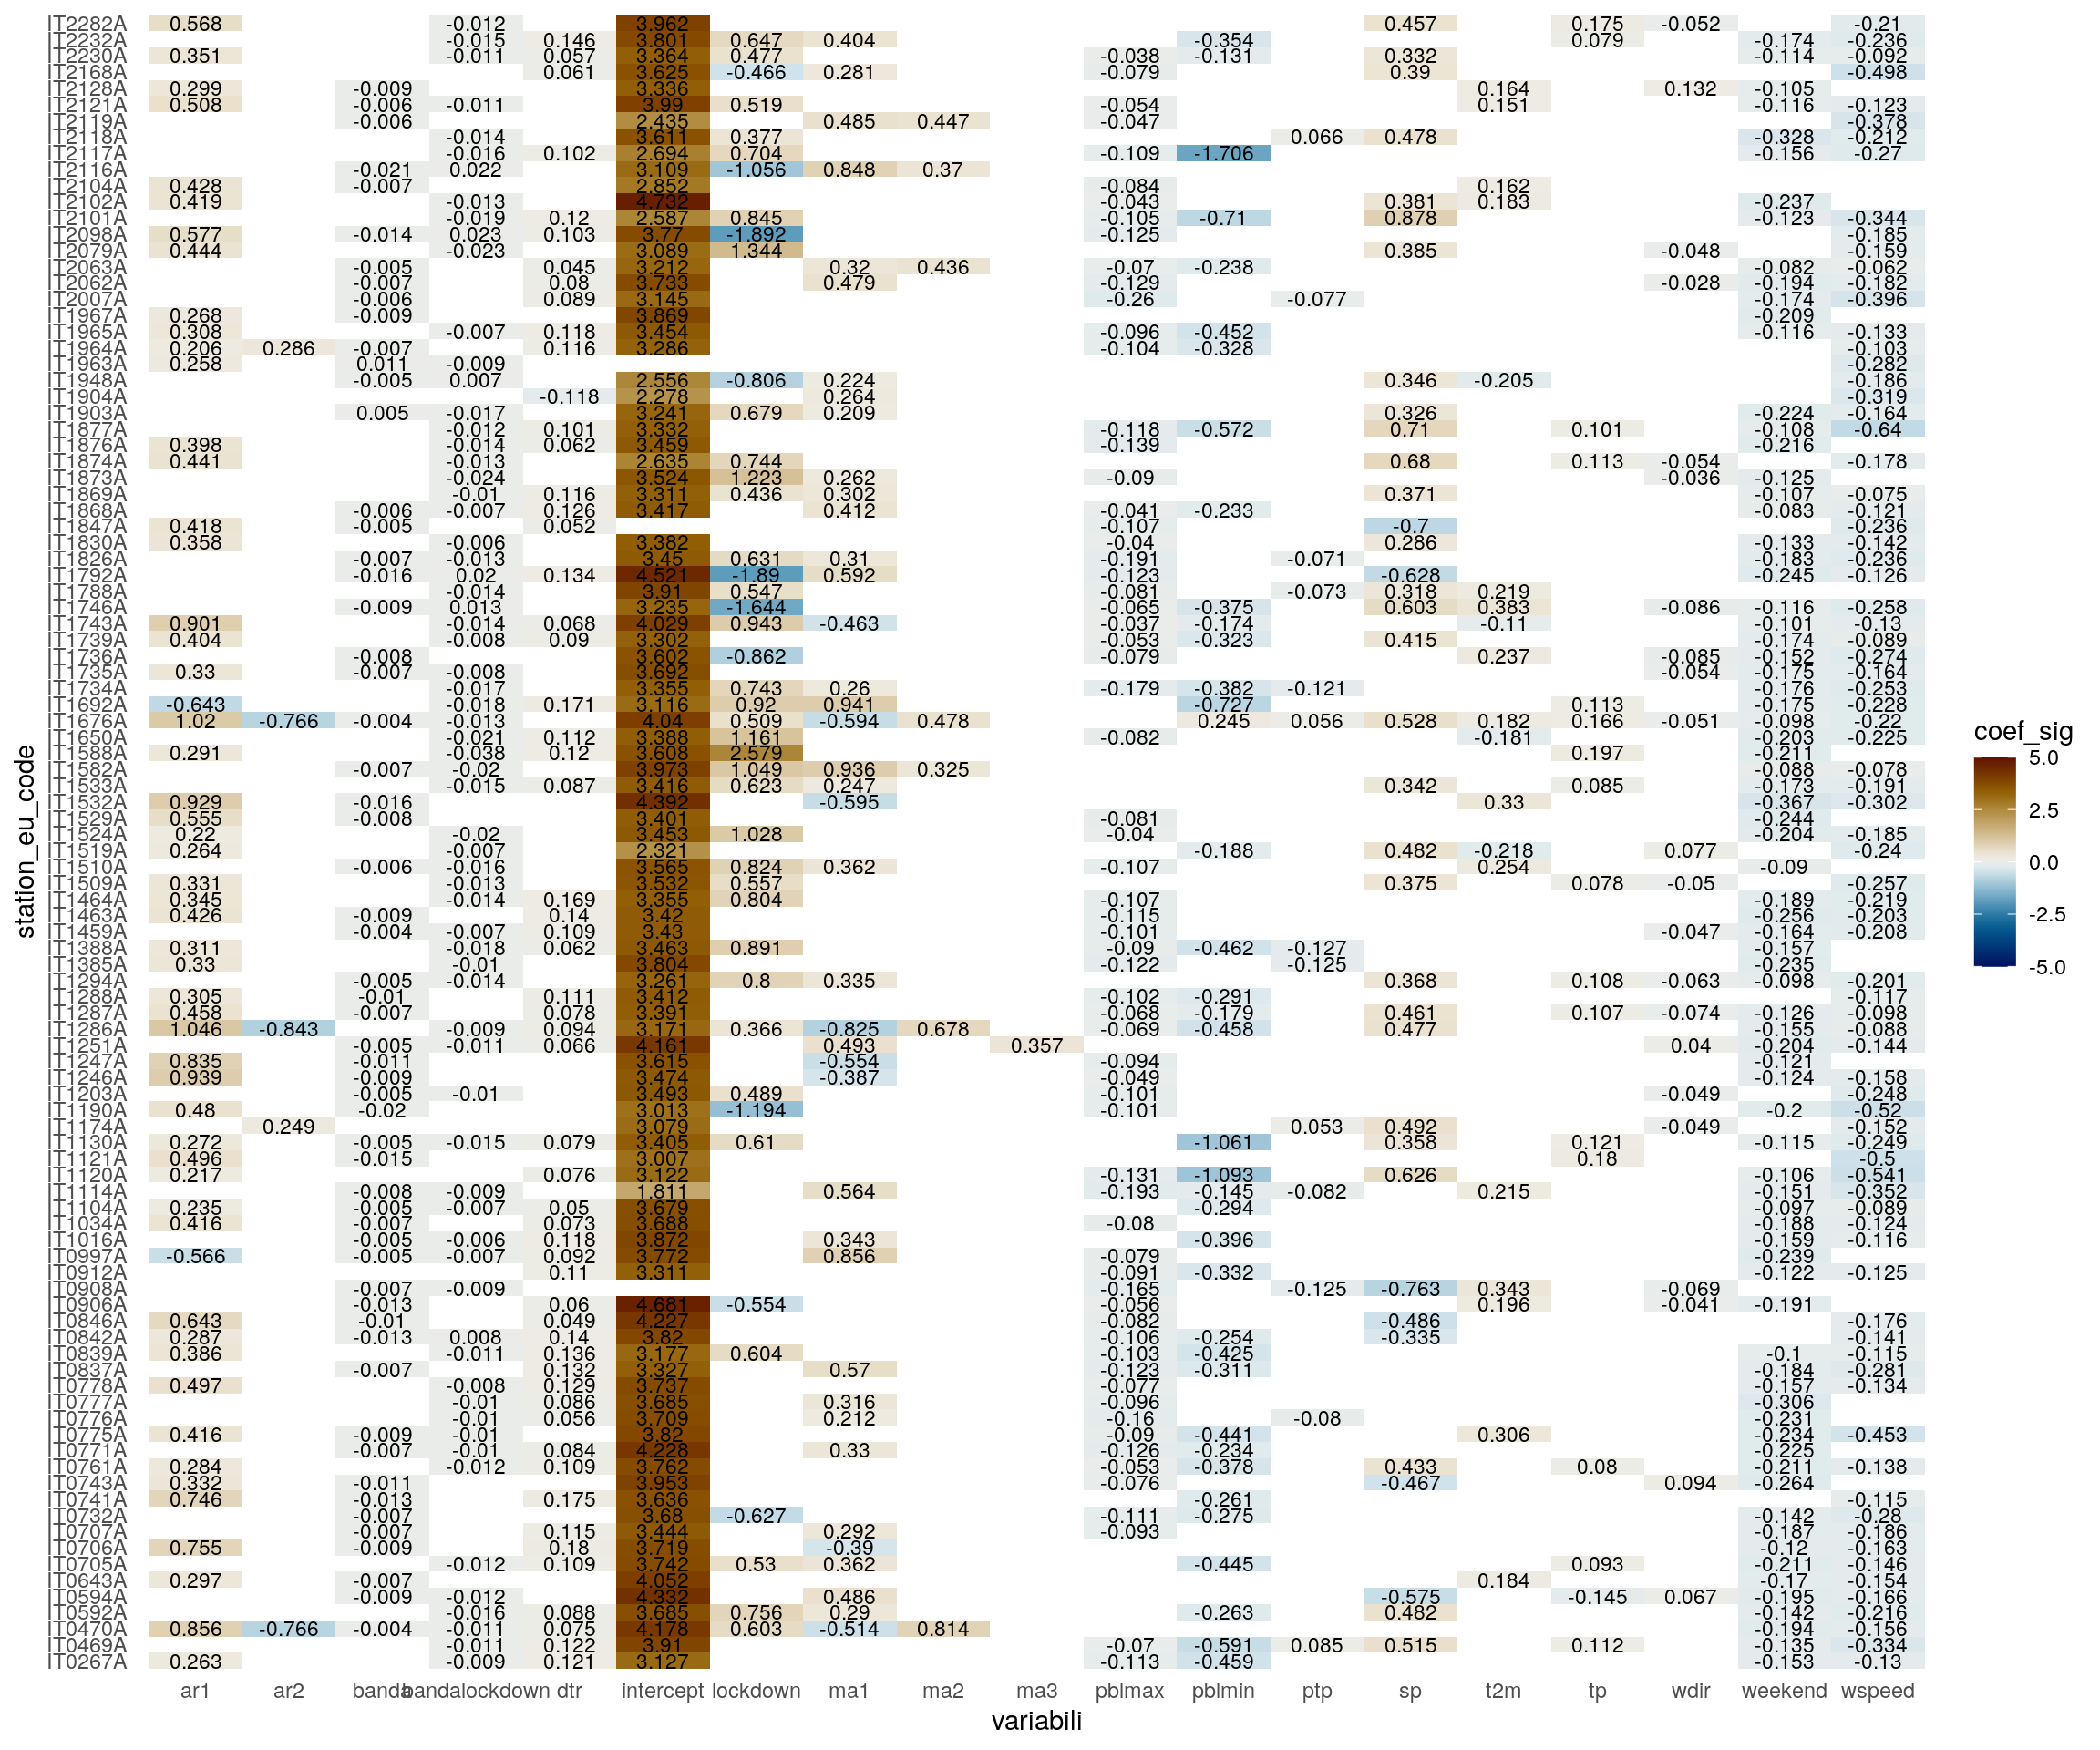 IT2282A 0.568 -0.012 3.962 0.457 0.175 -0.052 -0.21
IT2232A -0.015 0.146 3.801 0.647 0.404 -0.354 0.079 -0.174 -0.236
IT2230A 0.351 -0.011 0.057 3.364 0.477 -0.038 -0.131 0.332 -0.114 -0.092
IT2168A 0.061 3.625 -0.466 0.281 -0.079 0.39 -0.498
IT2128A 0.299 -0.009 3.336 0.164 0.132 -0.105
IT2121A 0.508 -0.006 -0.011 3.99 0.519 -0.054 0.151 -0.116 -0.123
IT2119A -0.006 2.435 0.485 0.447 -0.047 -0.378
IT2118A -0.014 3.611 0.377 0.066 0.478 -0.328 -0.212
IT2117A -0.016 0.102 2.694 0.704 -0.109 -1.706 -0.156 -0.27
IT2116A -0.021 0.022 3.109 -1.056 0.848 0.37
IT2104A 0.428 -0.007 2.852 -0.084 0.162
IT2102A 0.419 -0.013 4.732 -0.043 0.381 0.183 -0.237
IT2101A -0.019 0.12 2.587 0.845 -0.105 -0.71 0.878 -0.123 -0.344
IT2098A 0.577 -0.014 0.023 0.103 3.77 -1.892 -0.125 -0.185
IT2079A 0.444 -0.023 3.089 1.344 0.385 -0.048 -0.159
IT2063A -0.005 0.045 3.212 0.32 0.436 -0.07 -0.238 -0.082 -0.062
IT2062A -0.007 0.08 3.733 0.479 -0.129 -0.028 -0.194 -0.182
IT2007A -0.006 0.089 3.145 -0.26 -0.077 -0.174 -0.396
IT1967A 0.268 -0.009 3.869 -0.209
IT1965A 0.308 -0.007 0.118 3.454 -0.096 -0.452 -0.116 -0.133
IT1964A 0.206 0.286 -0.007 0.116 3.286 -0.104 -0.328 -0.103
IT1963A 0.258 0.011 -0.009 -0.282
IT1948A -0.005 0.007 2.556 -0.806 0.224 0.346 -0.205 -0.186
IT1904A -0.118 2.278 0.264 -0.319
IT1903A 0.005 -0.017 3.241 0.679 0.209 0.326 -0.224 -0.164
IT1877A -0.012 0.101 3.332 -0.118 -0.572 0.71 0.101 -0.108 -0.64
IT1876A 0.398 -0.014 0.062 3.459 -0.139 -0.216
IT1874A 0.441 -0.013 2.635 0.744 0.68 0.113 -0.054 -0.178
IT1873A -0.024 3.524 1.223 0.262 -0.09 -0.036 -0.125
IT1869A -0.01 0.116 3.311 0.436 0.302 0.371 -0.107 -0.075
IT1868A -0.006 -0.007 0.126 3.417 0.412 -0.041 -0.233 -0.083 -0.121
IT1847A 0.418 -0.005 0.052 -0.107 -0.7 -0.236
IT1830A 0.358 -0.006 3.382 -0.04 0.286 -0.133 -0.142
IT1826A -0.007 -0.013 3.45 0.631 0.31 -0.191 -0.071 -0.183 -0.236
IT1792A -0.016 0.02 0.134 4.521 -1.89 0.592 -0.123 -0.628 -0.245 -0.126
IT1788A -0.014 3.91 0.547 -0.081 -0.073 0.318 0.219
IT1746A -0.009 0.013 3.235 -1.644 -0.065 -0.375 0.603 0.383 -0.086 -0.116 -0.258
IT1743A 0.901 -0.014 0.068 4.029 0.943 -0.463 -0.037 -0.174 -0.11 -0.101 -0.13
IT1739A 0.404 -0.008 0.09 3.302 -0.053 -0.323 0.415 -0.174 -0.089
IT1736A -0.008 3.602 -0.862 -0.079 0.237 -0.085 -0.152 -0.274
IT1735A 0.33 -0.007 -0.008 3.692 -0.054 -0.175 -0.164
IT1734A -0.017 3.355 0.743 0.26 -0.179 -0.382 -0.121 -0.176 -0.253
IT1692A -0.643 -0.018 0.171 3.116 0.92 0.941 -0.727 0.113 -0.175 -0.228
IT1676A 1.02 -0.766 -0.004 -0.013 4.04 0.509 -0.594 0.478 0.245 0.056 0.528 0.182 0.166 -0.051 -0.098 -0.22
IT1650A -0.021 0.112 3.388 1.161 -0.082 -0.181 -0.203 -0.225
IT1588A 0.291 -0.038 0.12 3.608 2.579 0.197 -0.211
IT1582A -0.007 -0.02 3.973 1.049 0.936 0.325 -0.088 -0.078
IT1533A -0.015 0.087 3.416 0.623 0.247 0.342 0.085 -0.173 -0.191
IT1532A 0.929 -0.016 4.392 -0.595 0.33 -0.367 -0.302
IT1529A 0.555 -0.008 3.401 -0.081 -0.244
IT1524A 0.22 -0.02 3.453 1.028 -0.04 -0.204 -0.185
IT1519A 0.264 -0.007 2.321 -0.188 0.482 -0.218 0.077 -0.24
IT1510A -0.006 -0.016 3.565 0.824 0.362 -0.107 0.254 -0.09
IT1509A 0.331 -0.013 3.532 0.557 0.375 0.078 -0.05 -0.257
IT1464A 0.345 -0.014 0.169 3.355 0.804 -0.107 -0.189 -0.219
IT1463A 0.426 -0.009 0.14 3.42 -0.115 -0.256 -0.203
IT1459A -0.004 -0.007 0.109 3.43 -0.101 -0.047 -0.164 -0.208
IT1388A 0.311 -0.018 0.062 3.463 0.891 -0.09 -0.462 -0.127 -0.157
IT1385A 0.33 -0.01 3.804 -0.122 -0.125 -0.235
IT1294A -0.005 -0.014 3.261 0.8 0.335 0.368 0.108 -0.063 -0.098 -0.201
IT1288A 0.305 -0.01 0.111 3.412 -0.102 -0.291 -0.117
IT1287A 0.458 -0.007 0.078 3.391 -0.068 -0.179 0.461 0.107 -0.074 -0.126 -0.098
IT1286A 1.046 -0.843 -0.009 0.094 3.171 0.366 -0.825 0.678 -0.069 -0.458 0.477 -0.155 -0.088
IT1251A -0.005 -0.011 0.066 4.161 0.493 0.357 0.04 -0.204 -0.144
IT1247A 0.835 -0.011 3.615 -0.554 -0.094 -0.121
IT1246A 0.939 -0.009 3.474 -0.387 -0.049 -0.124 -0.158
IT1203A -0.005 -0.01 3.493 0.489 -0.101 -0.049 -0.248
IT1190A 0.48 -0.02 3.013 -1.194 -0.101 -0.2 -0.52
IT1174A 0.249 3.079 0.053 0.492 -0.049 -0.152
IT1130A 0.272 -0.005 -0.015 0.079 3.405 0.61 -1.061 0.358 0.121 -0.115 -0.249
IT1121A 0.496 -0.015 3.007 0.18 -0.5
IT1120A 0.217 0.076 3.122 -0.131 -1.093 0.626 -0.106 -0.541
IT1114A -0.008 -0.009 1.811 0.564 -0.193 -0.145 -0.082 0.215 -0.151 -0.352
IT1104A 0.235 -0.005 -0.007 0.05 3.679 -0.294 -0.097 -0.089
IT1034A 0.416 -0.007 0.073 3.688 -0.08 -0.188 -0.124
IT1016A -0.005 -0.006 0.118 3.872 0.343 -0.396 -0.159 -0.116
IT0997A -0.566 -0.005 -0.007 0.092 3.772 0.856 -0.079 -0.239
IT0912A 0.11 3.311 -0.091 -0.332 -0.122 -0.125
IT0908A -0.007 -0.009 -0.165 -0.125 -0.763 0.343 -0.069
IT0906A -0.013 0.06 4.681 -0.554 -0.056 0.196 -0.041 -0.191
IT0846A 0.643 -0.01 0.049 4.227 -0.082 -0.486 -0.176
IT0842A 0.287 -0.013 0.008 0.14 3.82 -0.106 -0.254 -0.335 -0.141
IT0839A 0.386 -0.011 0.136 3.177 0.604 -0.103 -0.425 -0.1 -0.115
IT0837A -0.007 0.132 3.327 0.57 -0.123 -0.311 -0.184 -0.281
IT0778A 0.497 -0.008 0.129 3.737 -0.077 -0.157 -0.134
IT0777A -0.01 0.086 3.685 0.316 -0.096 -0.306
IT0776A -0.01 0.056 3.709 0.212 -0.16 -0.08 -0.231
IT0775A 0.416 -0.009 -0.01 3.82 -0.09 -0.441 0.306 -0.234 -0.453
IT0771A -0.007 -0.01 0.084 4.228 0.33 -0.126 -0.234 -0.225
IT0761A 0.284 -0.012 0.109 3.762 -0.053 -0.378 0.433 0.08 -0.211 -0.138
IT0743A 0.332 -0.011 3.953 -0.076 -0.467 0.094 -0.264
IT0741A 0.746 -0.013 0.175 3.636 -0.261 -0.115
IT0732A -0.007 3.68 -0.627 -0.111 -0.275 -0.142 -0.28
IT0707A -0.007 0.115 3.444 0.292 -0.093 -0.187 -0.186
IT0706A 0.755 -0.009 0.18 3.719 -0.39 -0.12 -0.163
IT0705A -0.012 0.109 3.742 0.53 0.362 -0.445 0.093 -0.211 -0.146
IT0643A 0.297 -0.007 4.052 0.184 -0.17 -0.154
IT0594A -0.009 -0.012 4.332 0.486 -0.575 -0.145 0.067 -0.195 -0.166
IT0592A -0.016 0.088 3.685 0.756 0.29 -0.263 0.482 -0.142 -0.216
IT0470A 0.856 -0.766 -0.004 -0.011 0.075 4.178 0.603 -0.514 0.814 -0.194 -0.156
IT0469A -0.011 0.122 3.91 -0.07 -0.591 0.085 0.515 0.112 -0.135 -0.334
IT0267A 0.263 -0.009 0.121 3.127 -0.113 -0.459 -0.153 -0.13
ar1 ar2 banda bandalockdown dtr intercept lockdown ma1 ma2 ma3 pblmax pblmin ptp sp t2m tp wdir weekend wspeed
variabili
station_eu_code
coef_sig
5.0
2.5
0.0
-2.5
-5.0